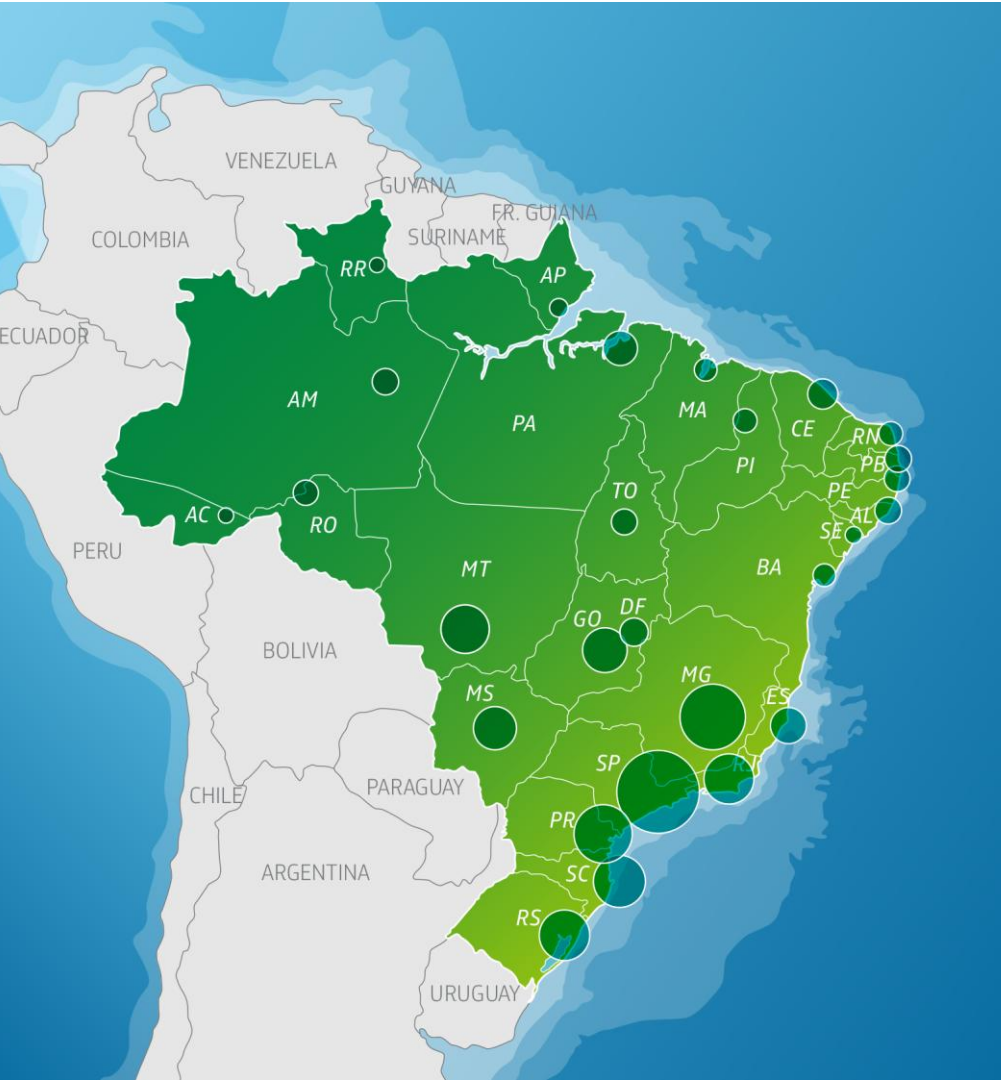 VENEZUELA
GUYANA
FR. GUIANA
SURINAME
COLOMBIA
RR
AP
ECUADOR
AM
PA
MA
CE
RN
PB
PI
TO
PE
AL
SE
AC
RO
PERU
MT
BA
DF
GO
BOLIVIA
MG
MS
ES
SP
RJ
PARAGUAY
CHILE
PR
ARGENTINA
SC
RS
URUGUAY